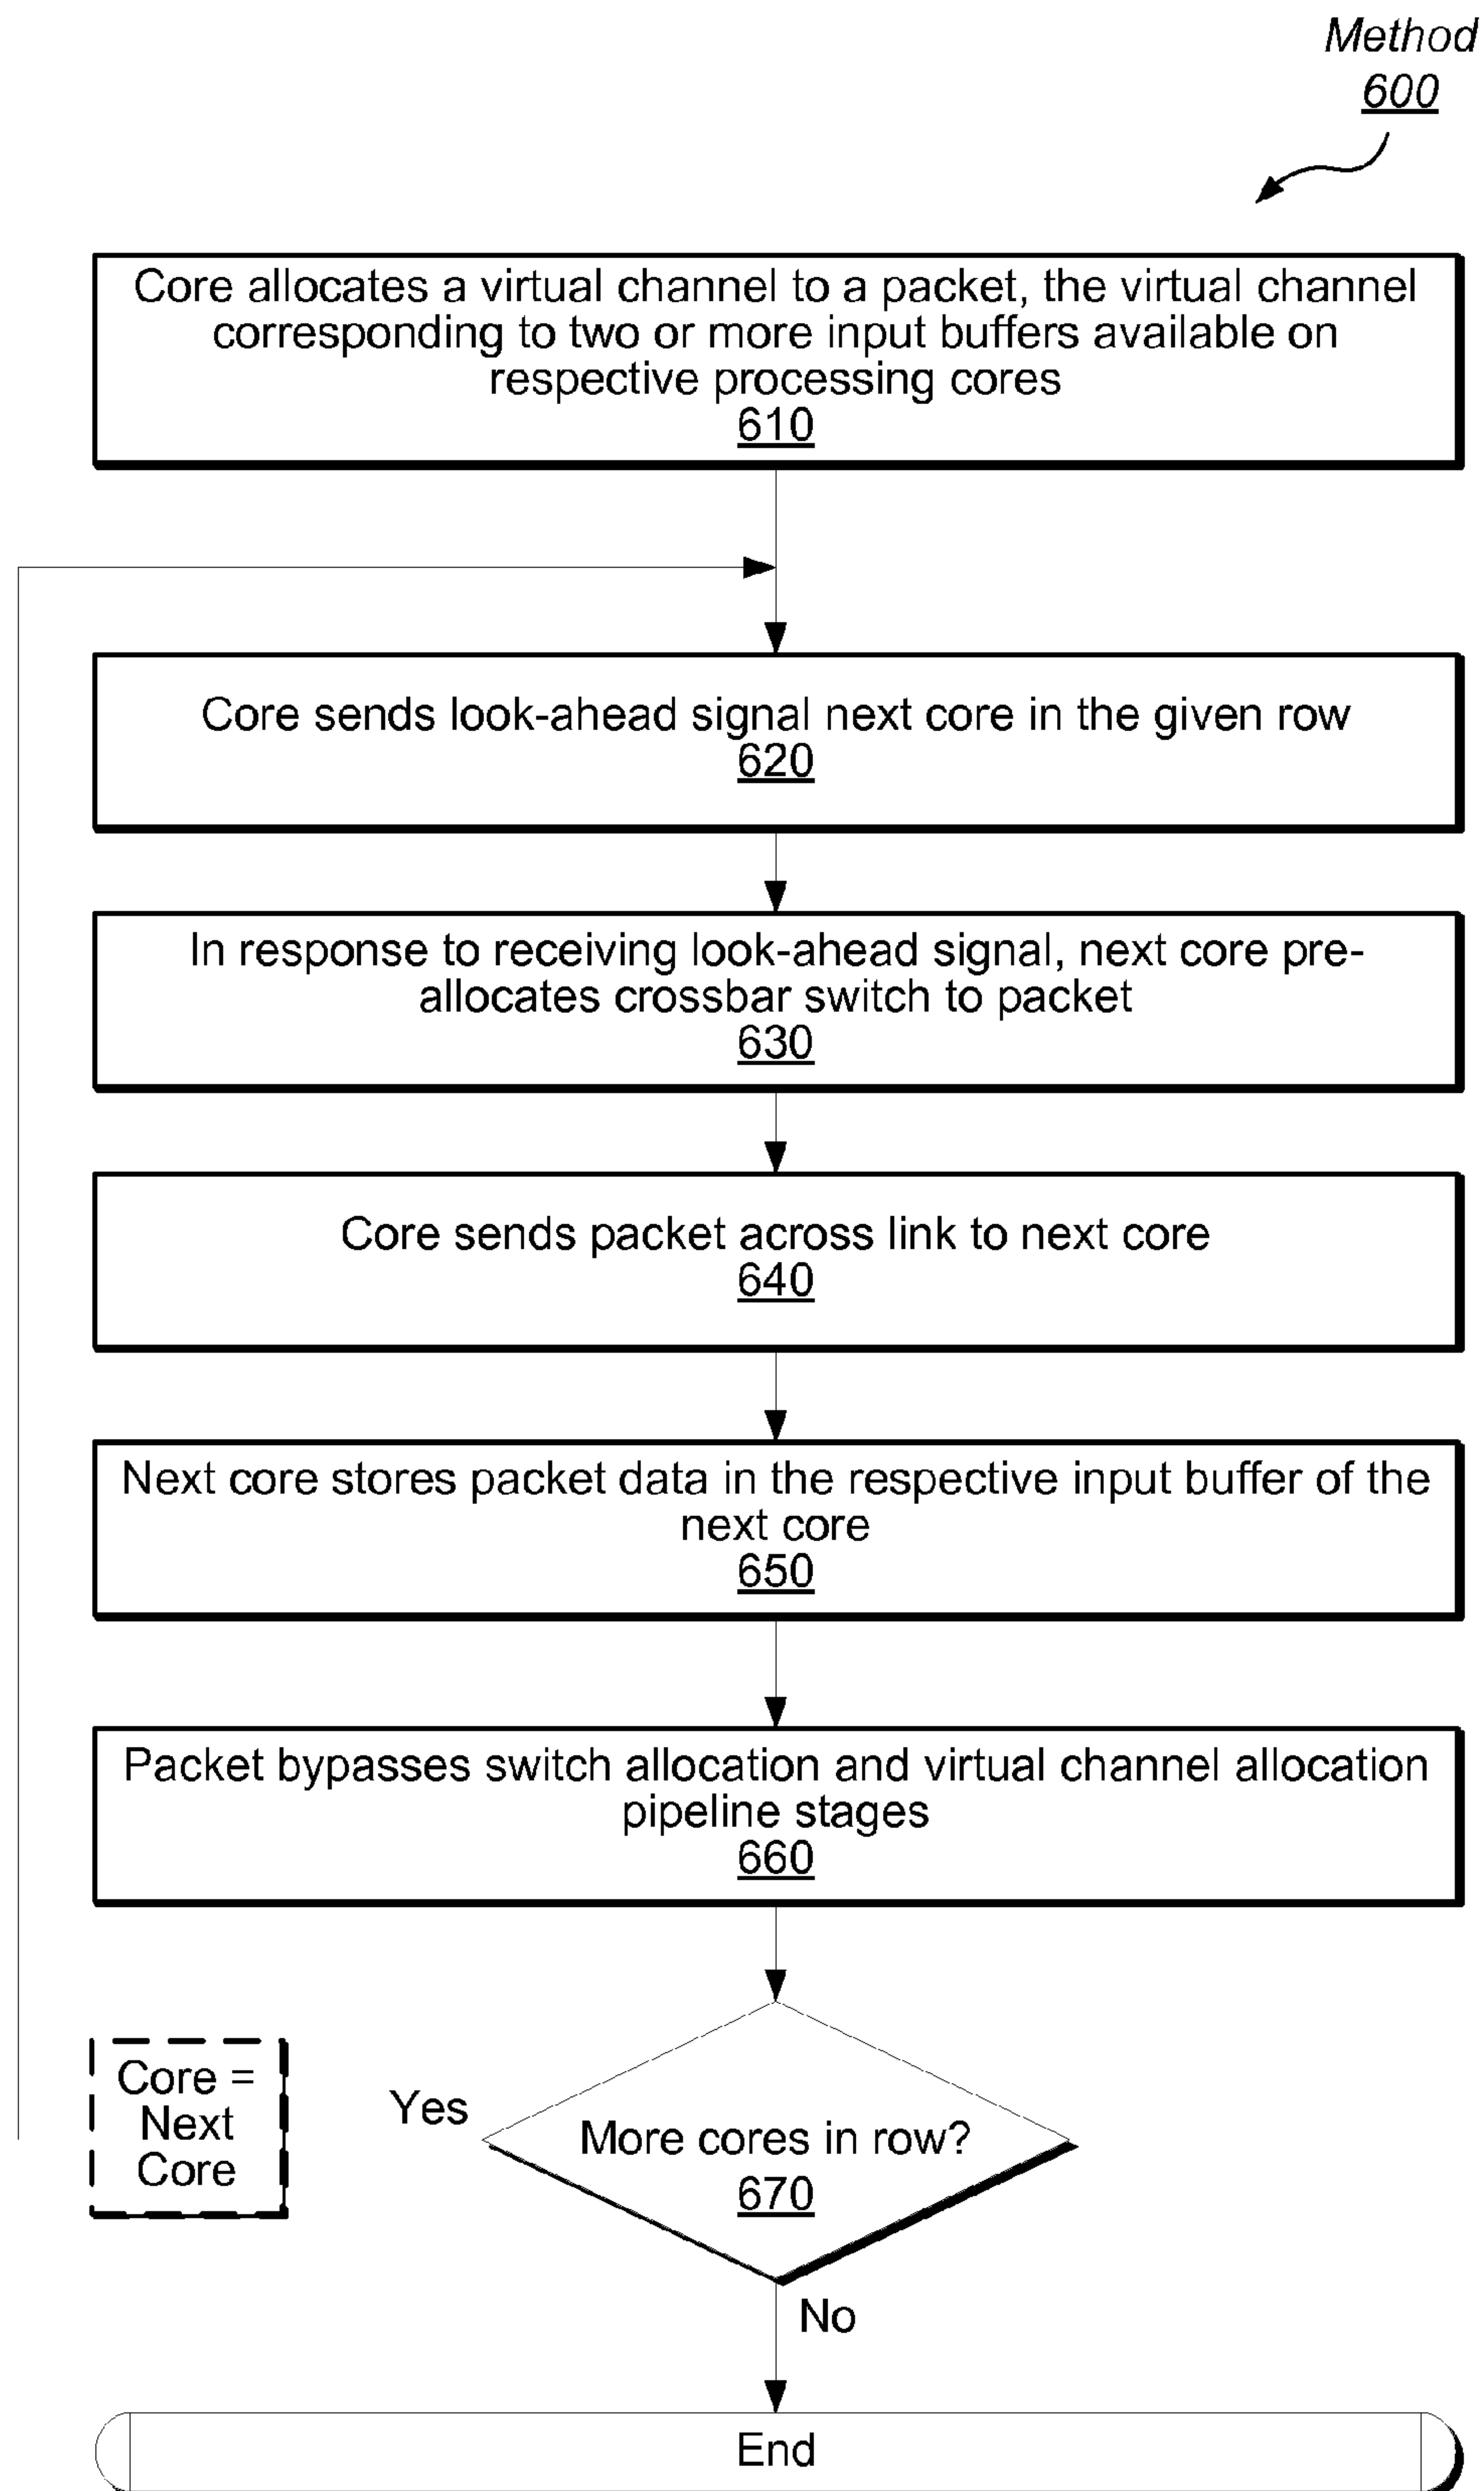 Method
600
Core allocates a virtual channel to a packet, the virtual channel
corresponding to two or more input buffers available on
respective processing cores
610
Core sends look-ahead signal next core in the given row
620
In response to receiving look-ahead signal, next core pre-
allocates crossbar switch to packet
630
Core sends packet across link to next core
640
Next core stores packet data in the respective input buffer of the
next core
650
Packet bypasses switch allocation and virtual channel allocation
pipeline stages
660
Core =
Next
Core
Yes
More cores in row?
670
No
End